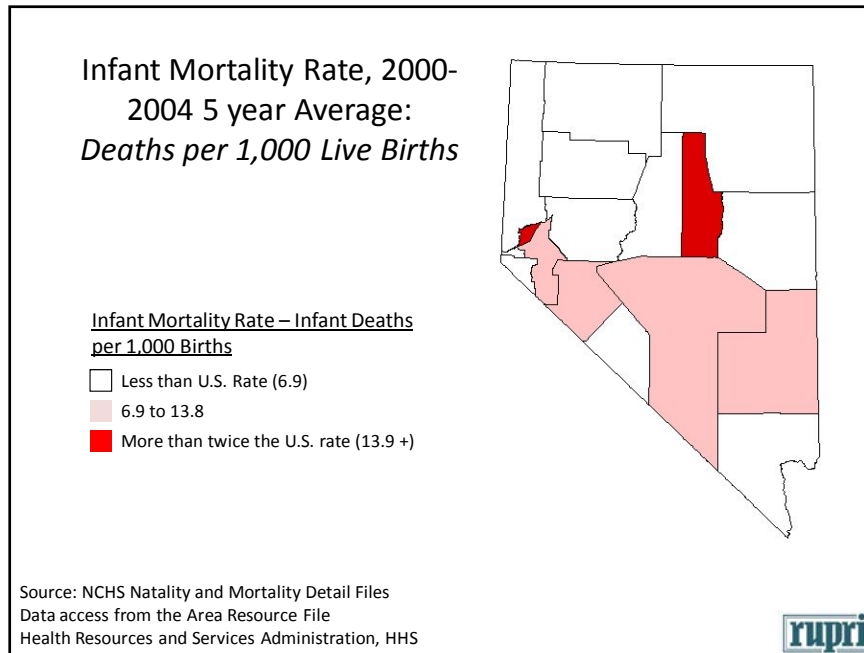 Infant Mortality Rate, 2000-
2004 5 year Average:
Deaths per 1,000 Live Births
Infant Mortality Rate – Infant Deaths
per 1,000 Births
Less than U.S. Rate (6.9)
6.9 to 13.8
More than twice the U.S. rate (13.9 +)
Source: NCHS Natality and Mortality Detail Files
Data access from the Area Resource File
Health Resources and Services Administration, HHS
rupri